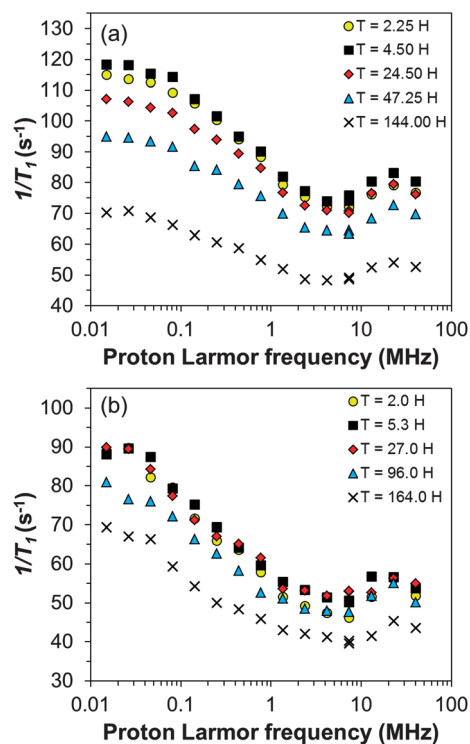 (a)
T = 2.25 H
T = 4.50 H
T = 24.50 H
T = 47.25 H
T = 144.00 H
130
120
110
100
90
80
70
60
50
40
1/T1 (s-1)
0.01 0.1 1 10 100
Proton Larmor frequency (MHz)
(b)
T = 2.0 H
T = 5.3 H
T = 27.0 H
T = 96.0 H
T = 164.0 H
100
90
80
70
60
50
40
30
1/T1 (s-1)
0.01 0.1 1 10 100
Proton Larmor frequency (MHz)